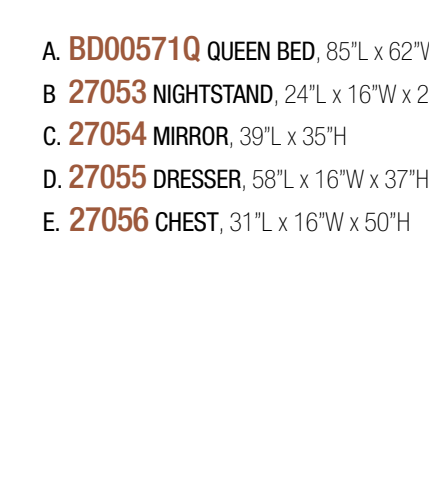 A. BD00571Q QUEEN BED, 85”L x 62”W
B 27053 NIGHTSTAND, 24”L x 16”W x 2
C. 27054 MIRROR, 39”L x 35”H
D. 27055 DRESSER, 58”L x 16”W x 37”H
E. 27056 CHEST, 31”L x 16”W x 50”H